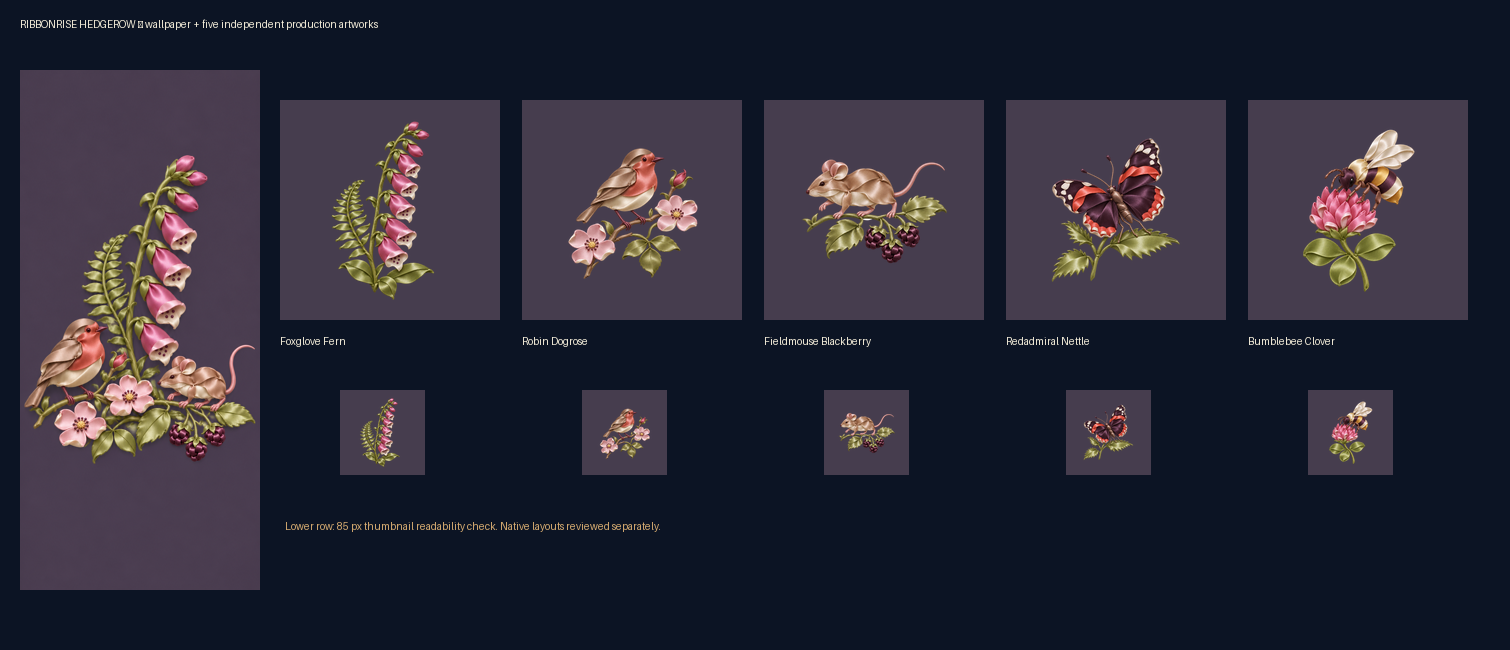 RIBBONRISE HEDGEROW ☒ wallpaper + five independent production artworks
Foxglove Fern
Robin Dogrose
Fieldmouse Blackberry
Redadmiral Nettle
Bumblebee Clover
Lower row: 85 px thumbnail readability check. Native layouts reviewed separately.